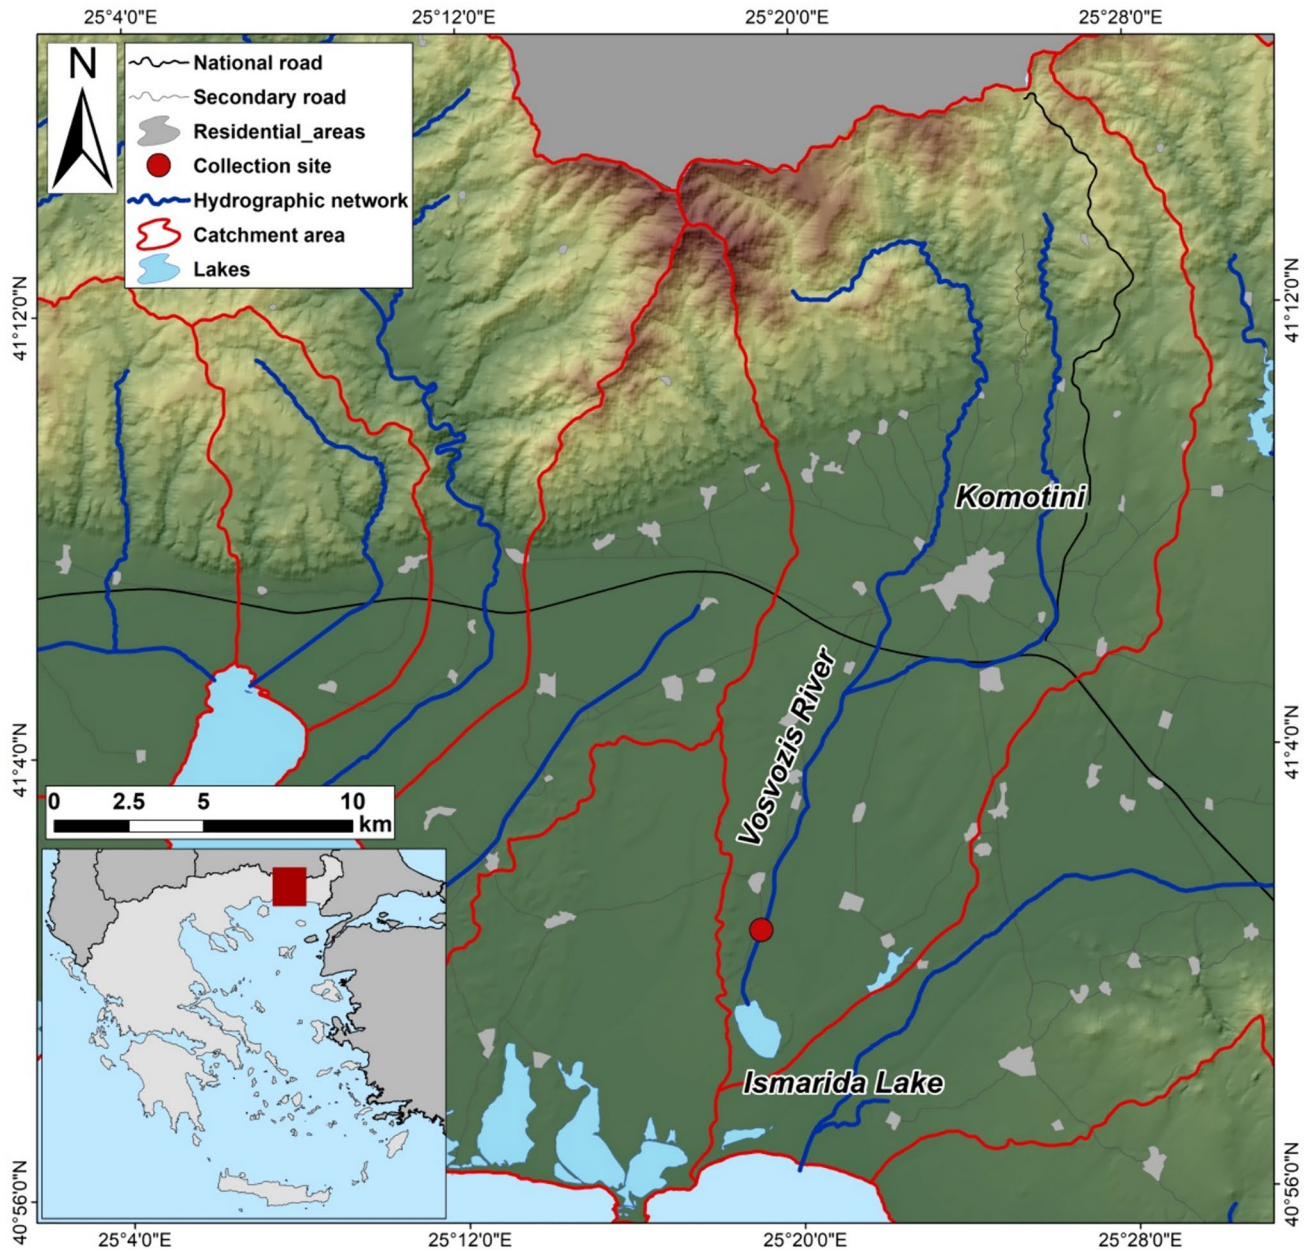 25°4'0"E 25°12'0"E 25°20'0"E 25°28'0"E
N
National road
Secondary road
Residential_areas
Collection site
Hydrographic network
Catchment area
Lakes
41°12'0"N
41°12'0"N
Komotini
Vosvozis River
41°4'0"N
41°4'0"N
0 2.5 5 10
km
Ismarida Lake
40°56'0"N
40°56'0"N
25°4'0"E 25°12'0"E 25°20'0"E 25°28'0"E